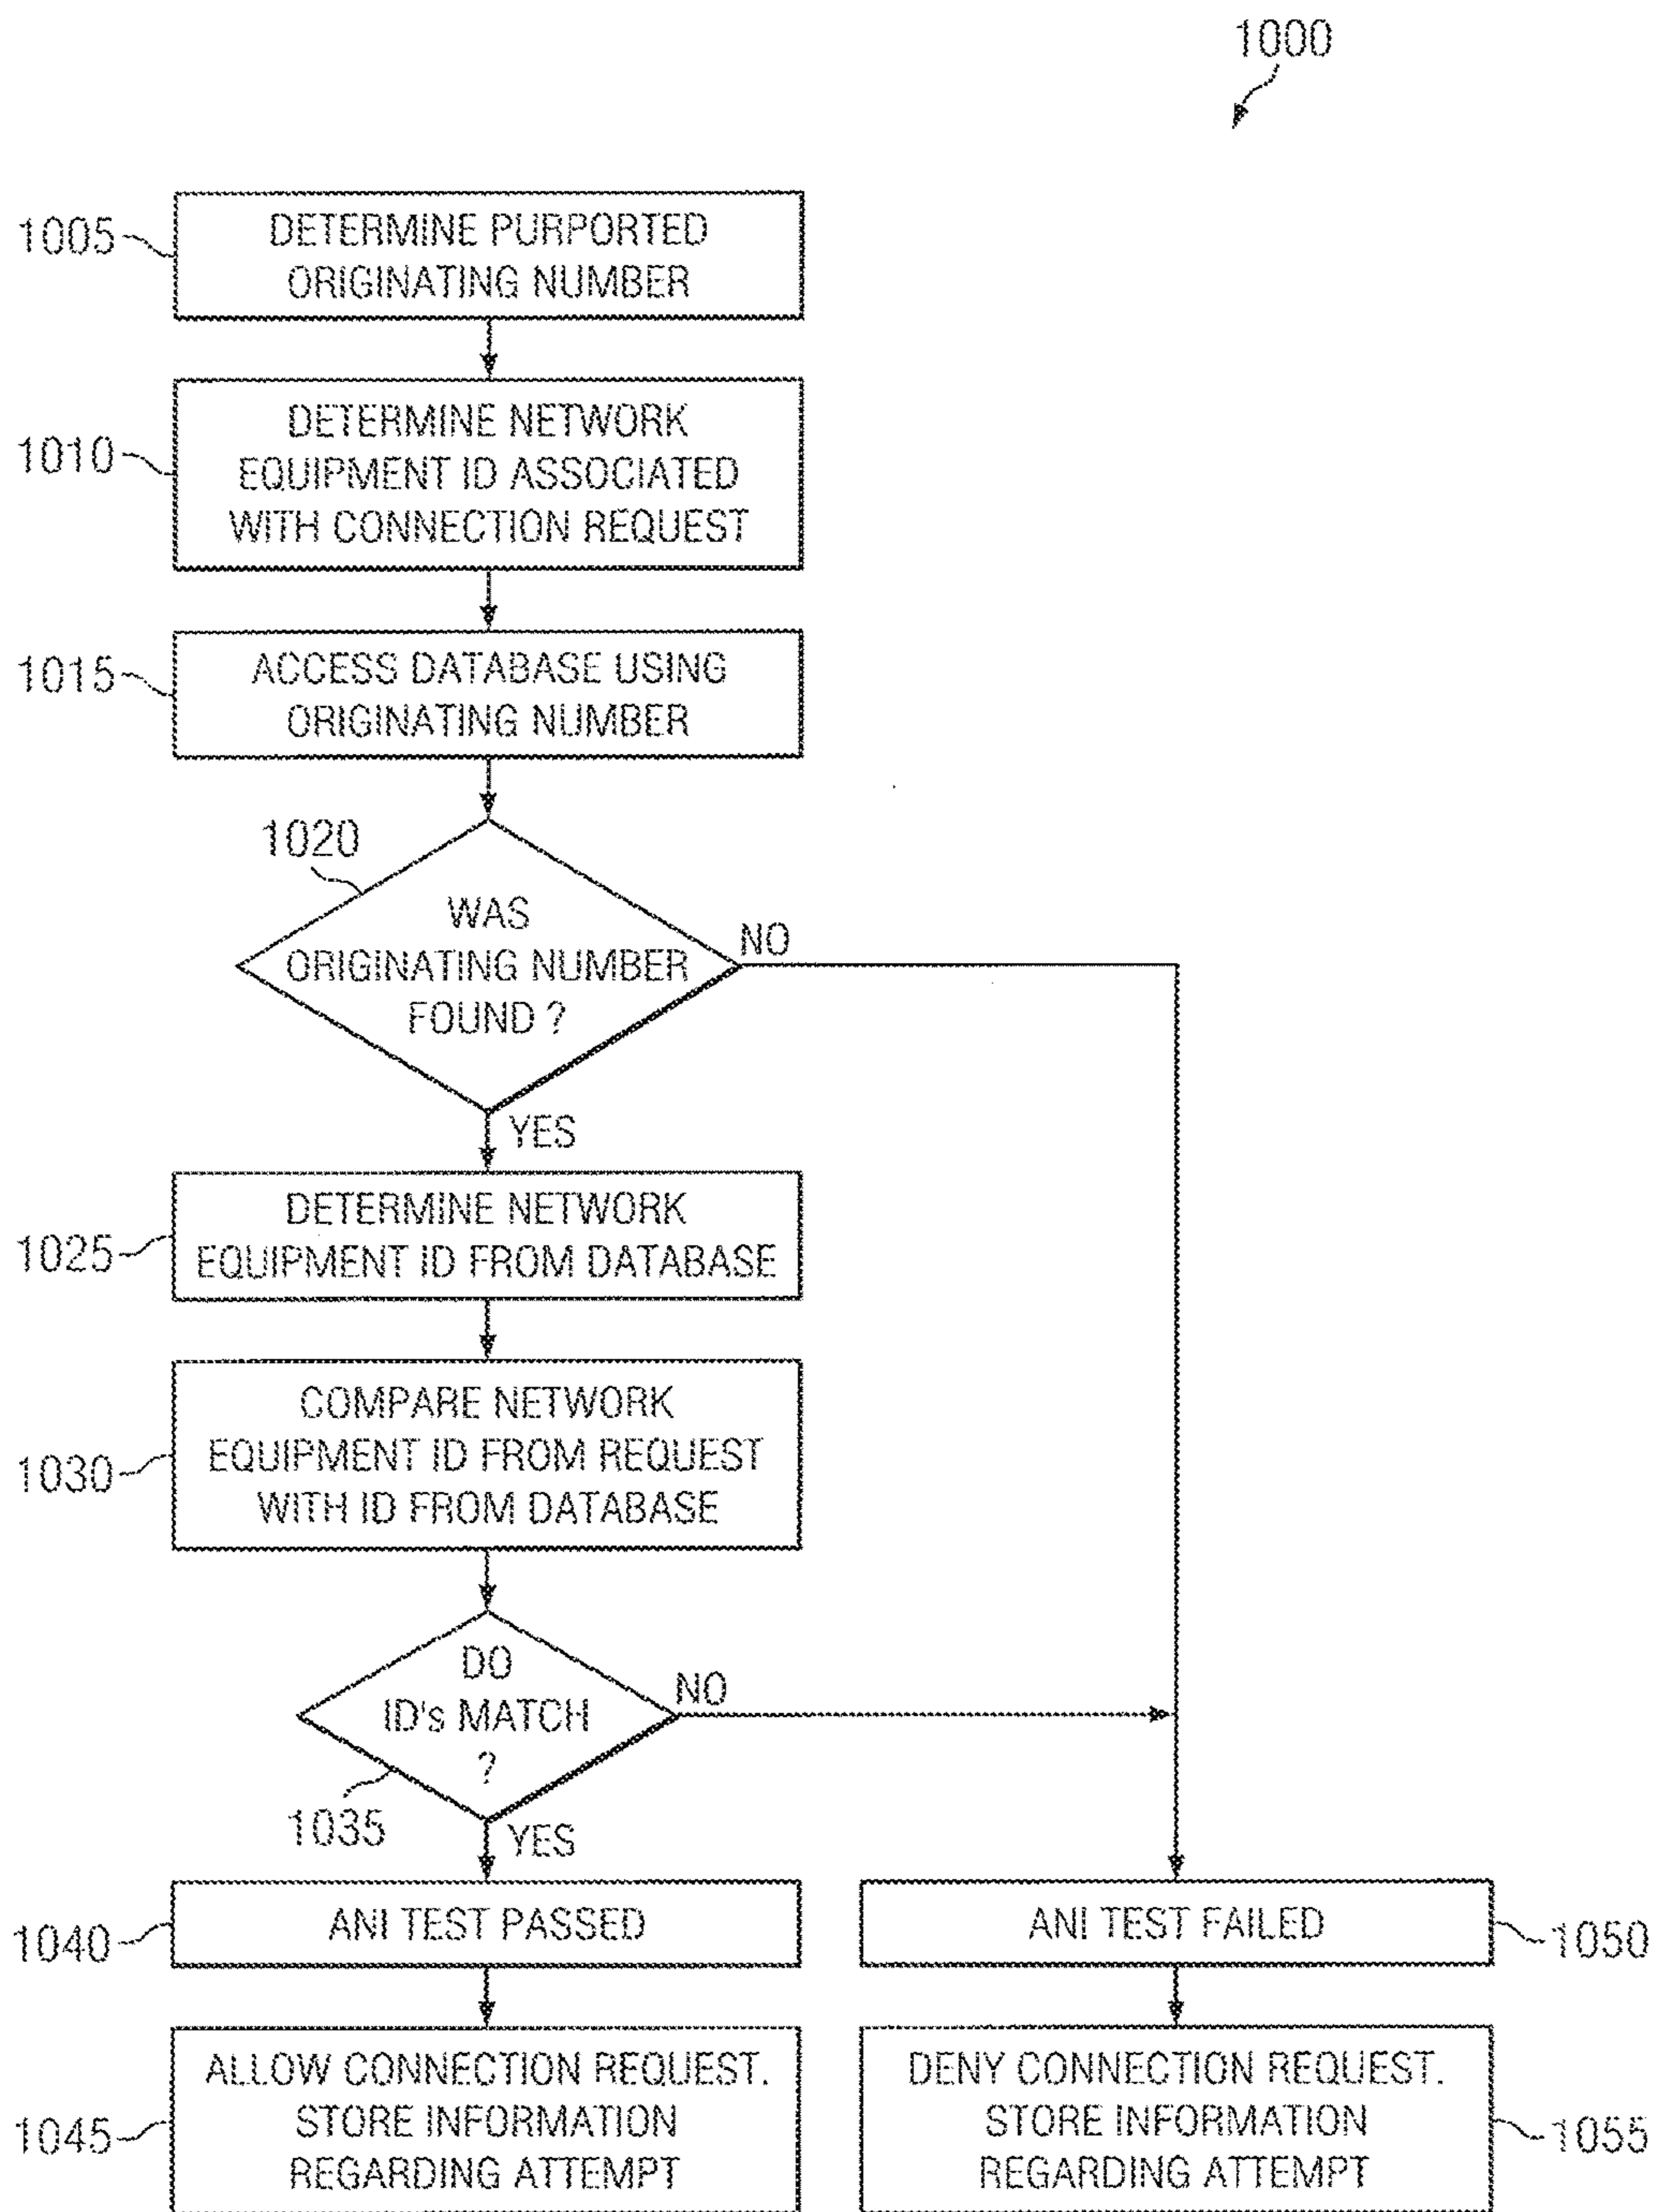 1000
1005
DETERMINE PURPORTED
ORIGINATING NUMBER
1010
DETERMINE NETWORK
EQUIPMENT ID ASSOCIATED
WITH CONNECTION REQUEST
1015
ACCESS DATABASE USING
ORIGINATING NUMBER
1020
WAS
ORIGINATING NUMBER
FOUND ?
NO
YES
1025
DETERMINE NETWORK
EQUIPMENT ID FROM DATABASE
1030
COMPARE NETWORK
EQUIPMENT ID FROM REQUEST
WITH ID FROM DATABASE
DO
ID's MATCH
?
NO
1035
YES
1040
ANI TEST PASSED
ANI TEST FAILED
1050
1045
ALLOW CONNECTION REQUEST.
STORE INFORMATION
REGARDING ATTEMPT
DENY CONNECTION REQUEST.
STORE INFORMATION
REGARDING ATTEMPT
1055